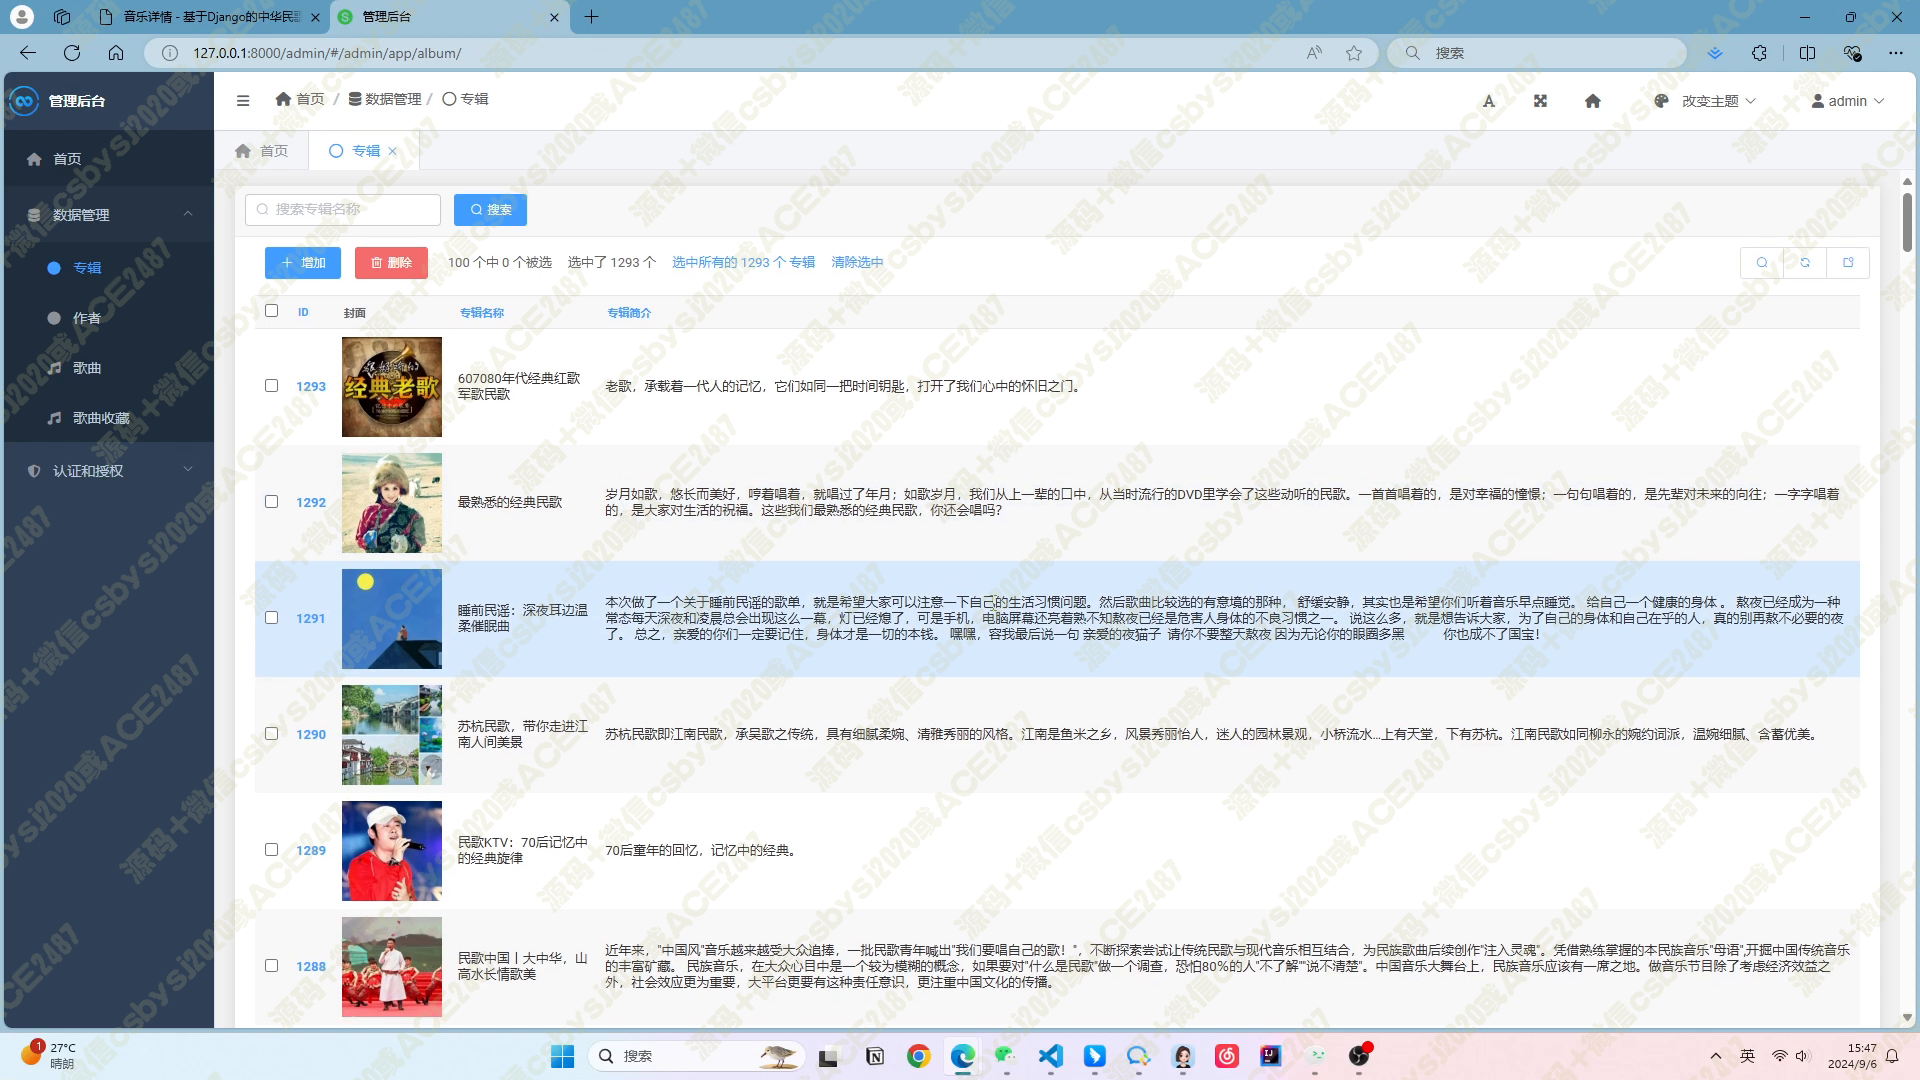 音乐详情 - 基于Django的中华民歌
管理后台
127.0.0.1:8000/admin/#/admin/app/album/
搜索
管理后台
首页 / 数据管理 / 专辑
改变主题
admin
首页
专辑
首页
数据管理
专辑
作者
歌曲
歌曲收藏
认证和授权
搜索专辑名称
搜索
增加
删除
100 个中 0 个被选
选中了 1293 个
选中所有的 1293 个 专辑
清除选中
ID
封面
专辑名称
专辑简介
1293
经典老歌
607080年代经典红歌
军歌民歌
老歌，承载着一代人的记忆，它们如同一把时间钥匙，打开了我们心中的怀旧之门。
1292
最熟悉的经典民歌
岁月如歌，悠长而美好，哼着唱着，就唱过了年月；如歌岁月，我们从上一辈的口中，从当时流行的DVD里学会了这些动听的民歌。一首首唱着的，是对幸福的憧憬；一句句唱着的，是先辈对未来的向往；一字字唱着
的，是大家对生活的祝福。这些我们最熟悉的经典民歌，你还会唱吗？
1291
睡前民谣：深夜耳边温
柔催眠曲
本次做了一个关于睡前民谣的歌单，就是希望大家可以注意一下自己的生活习惯问题。然后歌曲比较选的有意境的那种， 舒缓安静，其实也是希望你们听着音乐早点睡觉。 给自己一个健康的身体 。 熬夜已经成为一种
常态每天深夜和凌晨总会出现这么一幕，灯已经熄了，可是手机，电脑屏幕还亮着熟不知熬夜已经是危害人身体的不良习惯之一。 说这么多，就是想告诉大家，为了自己的身体和自己在乎的人，真的别再熬不必要的夜
了。 总之，亲爱的你们一定要记住，身体才是一切的本钱。 嘿嘿，容我最后说一句 亲爱的夜猫子 请你不要整天熬夜 因为无论你的眼圈多黑 你也成不了国宝！
1290
苏杭民歌，带你走进江
南人间美景
苏杭民歌即江南民歌，承吴歌之传统，具有细腻柔婉、清雅秀丽的风格。江南是鱼米之乡，风景秀丽怡人，迷人的园林景观，小桥流水...上有天堂，下有苏杭。江南民歌如同柳永的婉约词派，温婉细腻、含蓄优美。
1289
民歌KTV：70后记忆中
的经典旋律
70后童年的回忆，记忆中的经典。
1288
民歌中国丨大中华，山
高水长情歌美
近年来，"中国风"音乐越来越受大众追捧，一批民歌青年喊出"我们要唱自己的歌！"，不断探索尝试让传统民歌与现代音乐相互结合，为民族歌曲后续创作"注入灵魂"。凭借熟练掌握的本民族音乐"母语",开掘中国传统音乐
的丰富矿藏。 民族音乐，在大众心目中是一个较为模糊的概念，如果要对"什么是民歌"做一个调查，恐怕80%的人"不了解""说不清楚"。中国音乐大舞台上，民族音乐应该有一席之地。做音乐节目除了考虑经济效益之
外，社会效应更为重要，大平台更要有这种责任意识，更注重中国文化的传播。
源码+微信csbysj2020或ACE2487
1
27°C
晴朗
搜索
英
15:47
2024/9/6